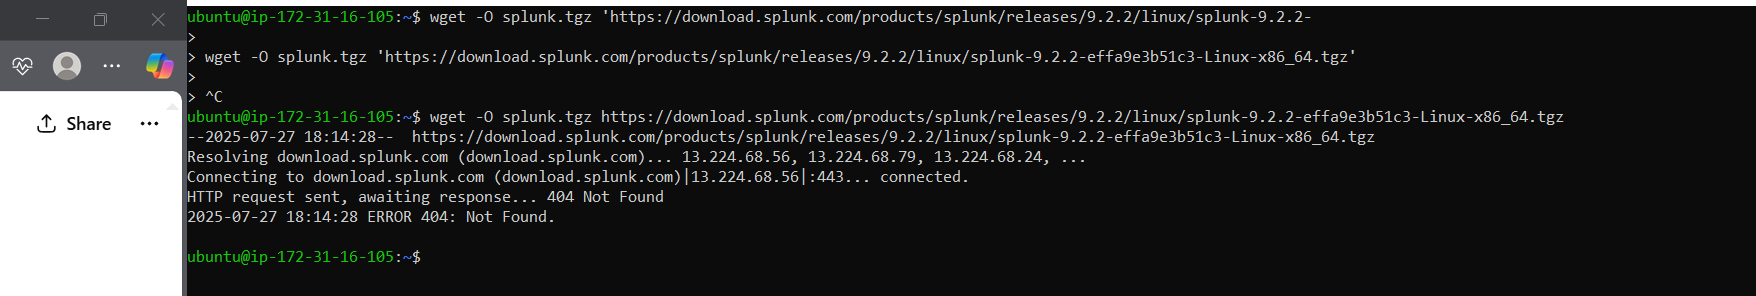 ubuntu@ip-172-31-16-105:~$ wget -O splunk.tgz 'https://download.splunk.com/products/splunk/releases/9.2.2/linux/splunk-9.2.2-
>
> wget -O splunk.tgz 'https://download.splunk.com/products/splunk/releases/9.2.2/linux/splunk-9.2.2-effa9e3b51c3-Linux-x86_64.tgz'
>
> ^C
Share
ubuntu@ip-172-31-16-105:~$ wget -O splunk.tgz https://download.splunk.com/products/splunk/releases/9.2.2/linux/splunk-9.2.2-effa9e3b51c3-Linux-x86_64.tgz
--2025-07-27 18:14:28--  https://download.splunk.com/products/splunk/releases/9.2.2/linux/splunk-9.2.2-effa9e3b51c3-Linux-x86_64.tgz
Resolving download.splunk.com (download.splunk.com)... 13.224.68.56, 13.224.68.79, 13.224.68.24, ...
Connecting to download.splunk.com (download.splunk.com)|13.224.68.56|:443... connected.
HTTP request sent, awaiting response... 404 Not Found
2025-07-27 18:14:28 ERROR 404: Not Found.
ubuntu@ip-172-31-16-105:~$